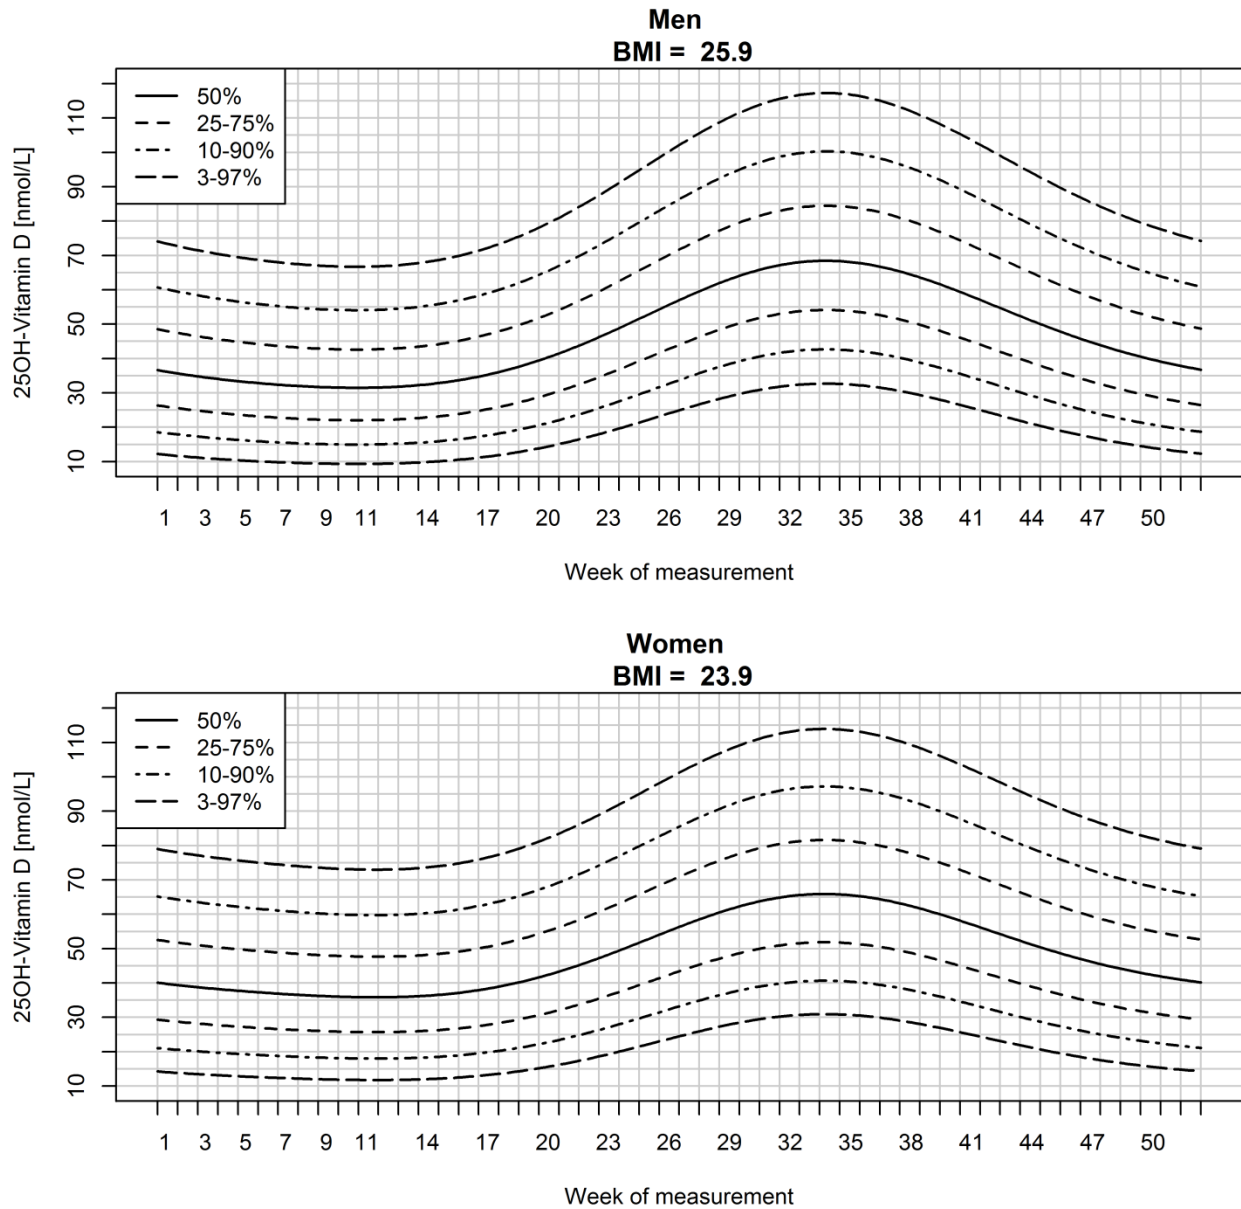 Men
BMI = 25.9
50%
25-75%
10-90%
3-97%
25OH-Vitamin D [nmol/L]
110
90
70
50
30
10
1 3 5 7 9 11 14 17 20 23 26 29 32 35 38 41 44 47 50
Week of measurement
Women
BMI = 23.9
50%
25-75%
10-90%
3-97%
25OH-Vitamin D [nmol/L]
110
90
70
50
30
10
1 3 5 7 9 11 14 17 20 23 26 29 32 35 38 41 44 47 50
Week of measurement